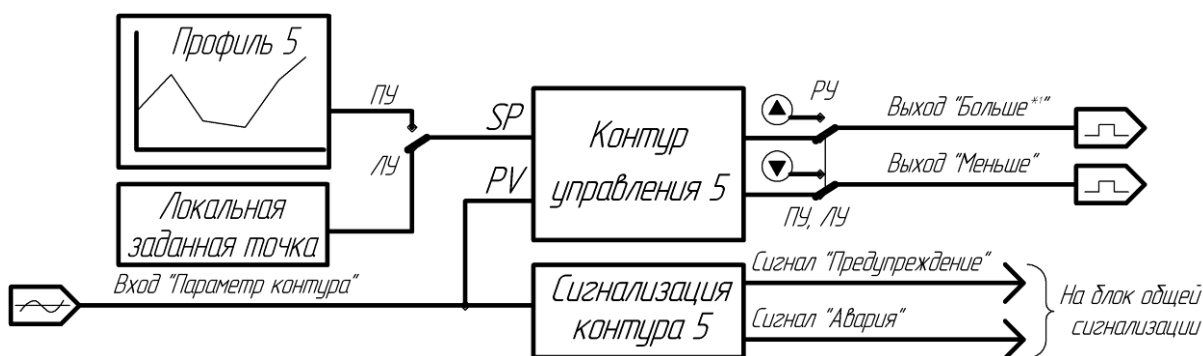 Профиль 5
ПУ
ЛУ
Локальная
заданная точка
Вход "Параметр контура"
SP
PV
Контур
управления 5
РУ
ПУ, ЛУ
Выход "Больше*¹"
Выход "Меньше"
Сигнализация
контура 5
Сигнал "Предупреждение"
Сигнал "Авария"
На блок общей
сигнализации